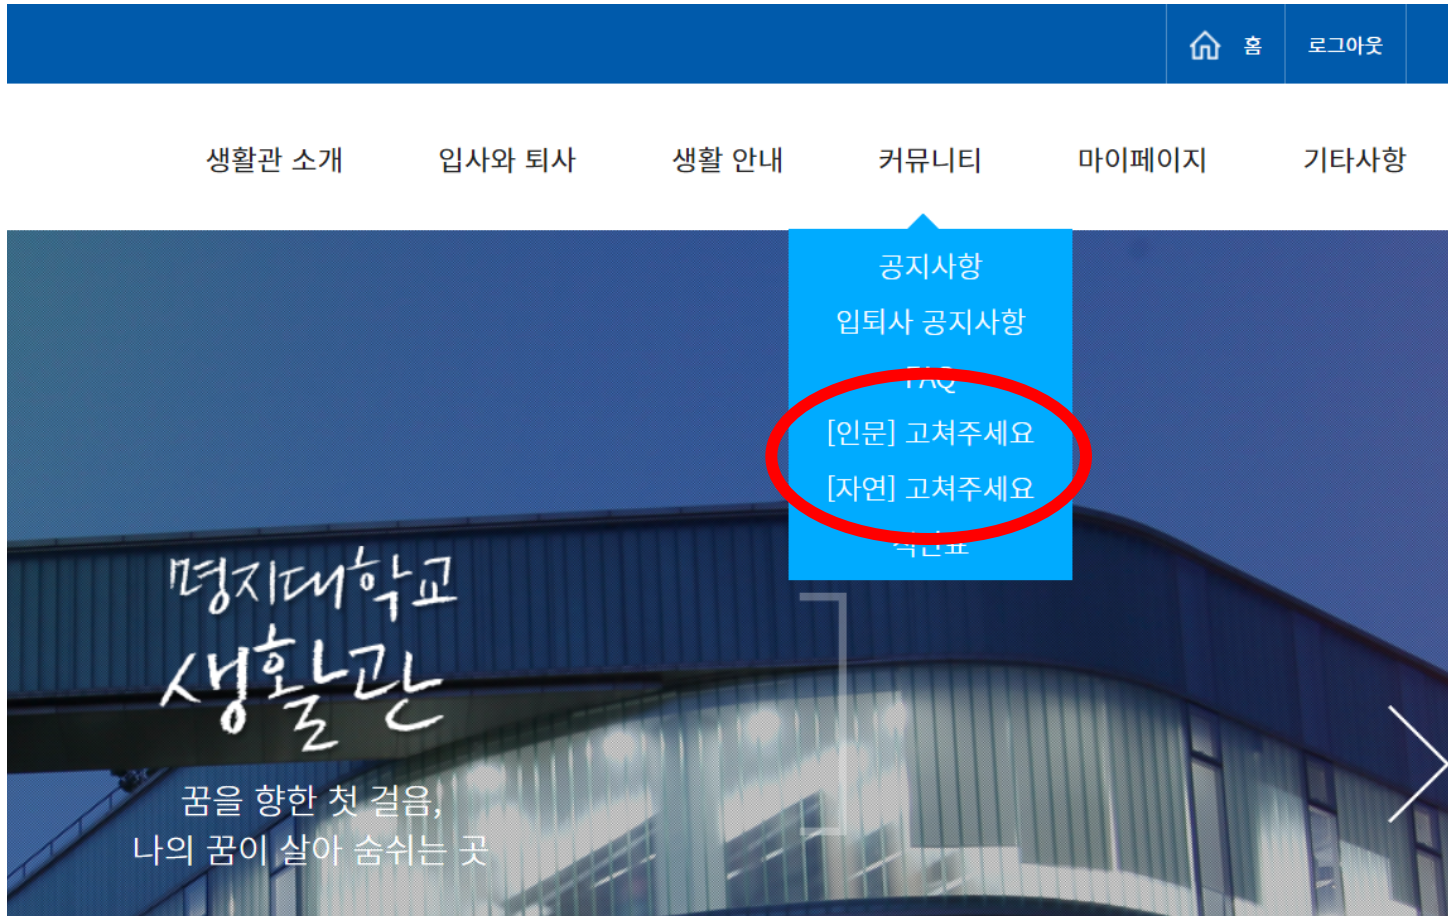 홈 로그아웃
생활관 소개 입사와 퇴사 생활 안내 커뮤니티 마이페이지 기타사항
공지사항
입퇴사 공지사항
FAQ
[인문] 고쳐주세요
[자연] 고쳐주세요
식단표
명지대학교
생활관
꿈을 향한 첫 걸음,
나의 꿈이 살아 숨쉬는 곳